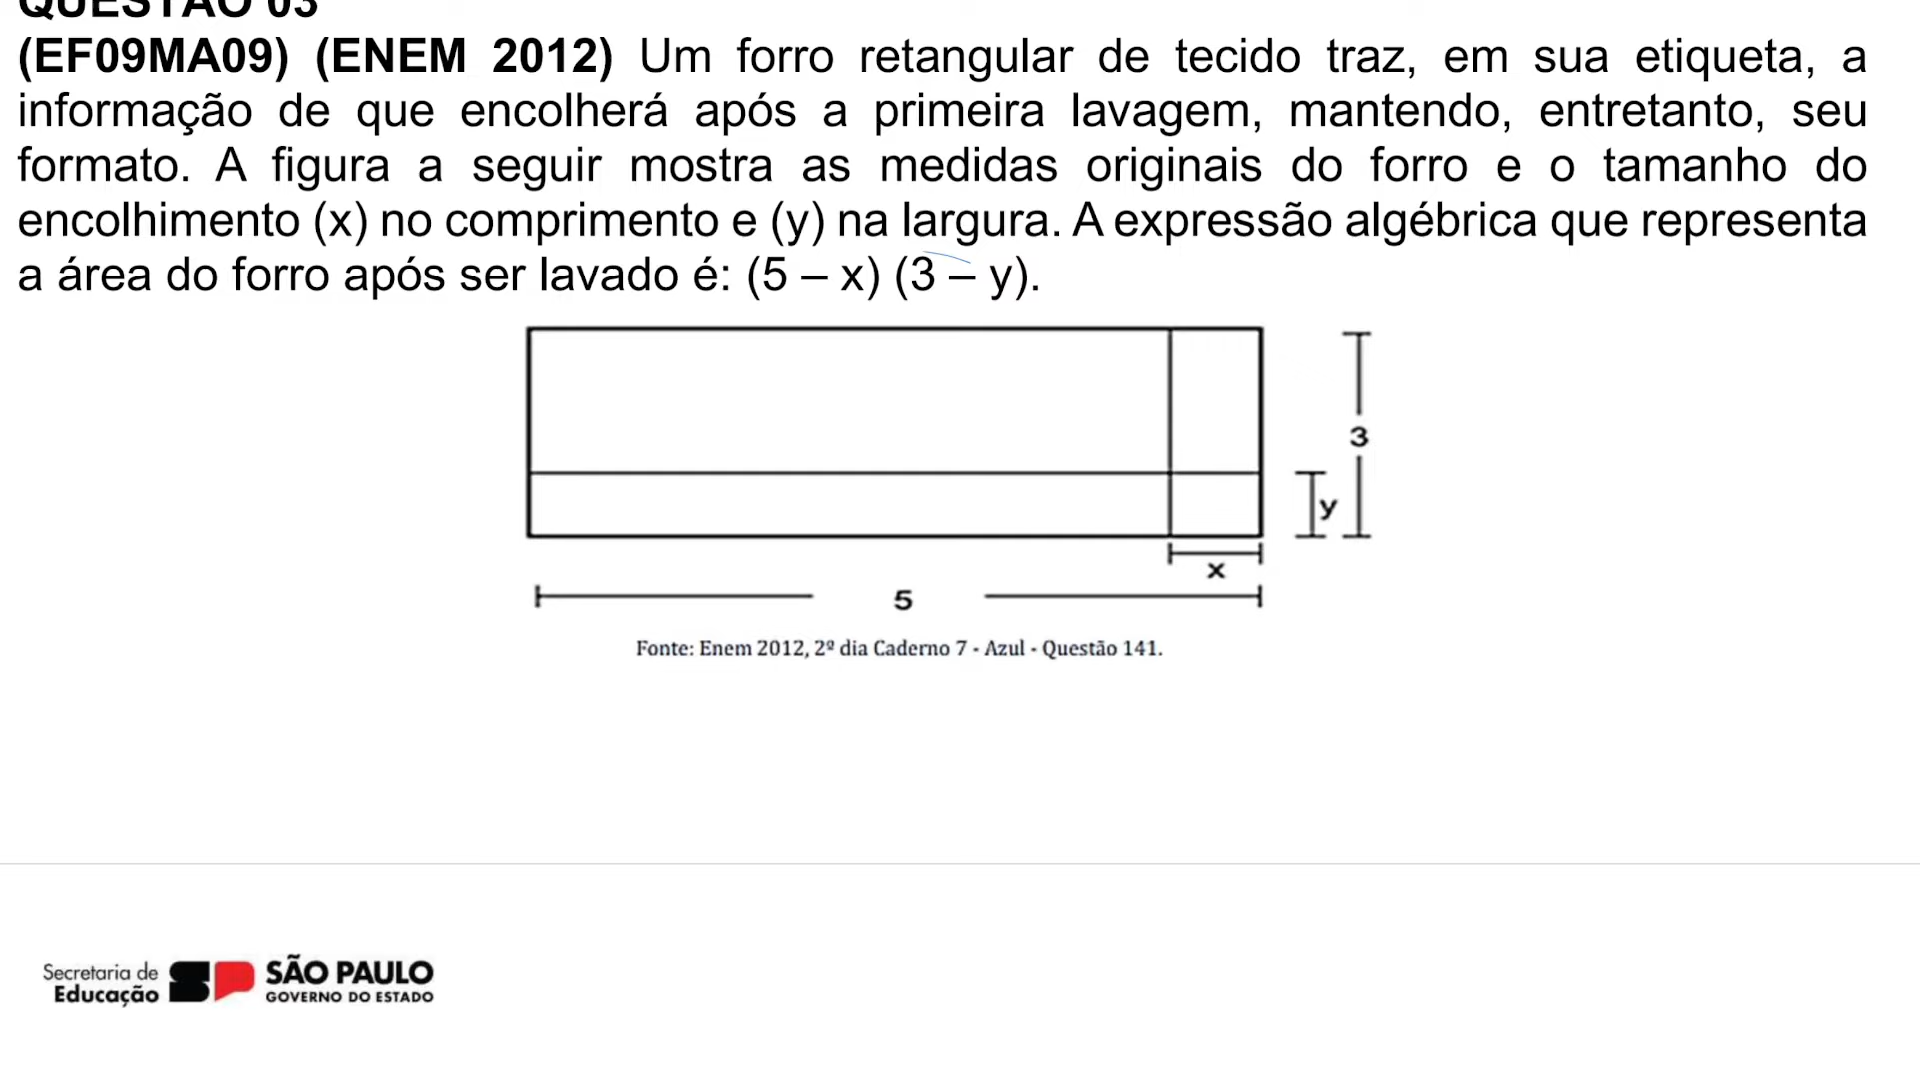 QUESTÃO 03
(EF09MA09) (ENEM 2012) Um forro retangular de tecido traz, em sua etiqueta, a
informação de que encolherá após a primeira lavagem, mantendo, entretanto, seu
formato. A figura a seguir mostra as medidas originais do forro e o tamanho do
encolhimento (x) no comprimento e (y) na largura. A expressão algébrica que representa
a área do forro após ser lavado é: (5 – x) (3 – y).
3
y
x
5
Fonte: Enem 2012, 2º dia Caderno 7 - Azul - Questão 141.
Secretaria de
Educação
SP
SÃO PAULO
GOVERNO DO ESTADO